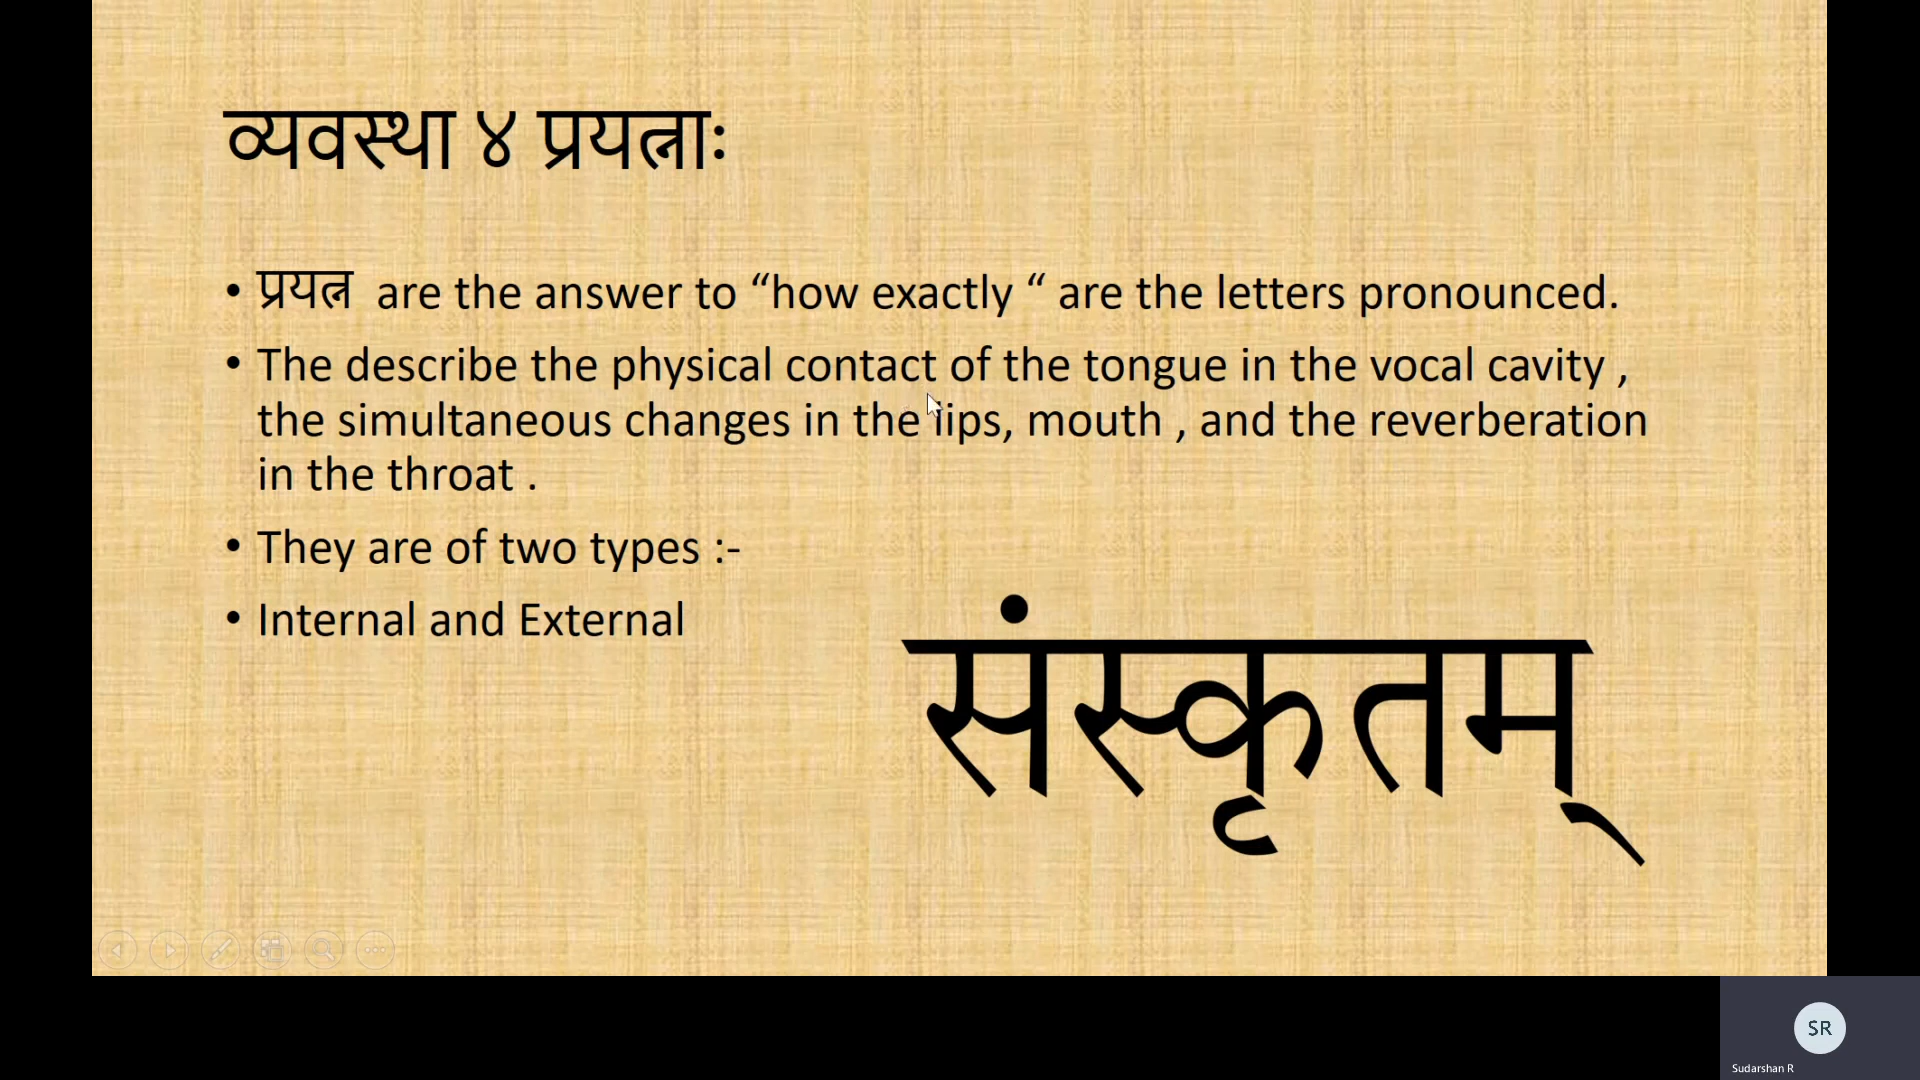 व्यवस्था ४ प्रयत्नाः
• प्रयत्न are the answer to “how exactly “ are the letters pronounced.
• The describe the physical contact of the tongue in the vocal cavity ,
the simultaneous changes in the lips, mouth , and the reverberation
in the throat .
• They are of two types :-
• Internal and External
संस्कृतम्
SR
Sudarshan R